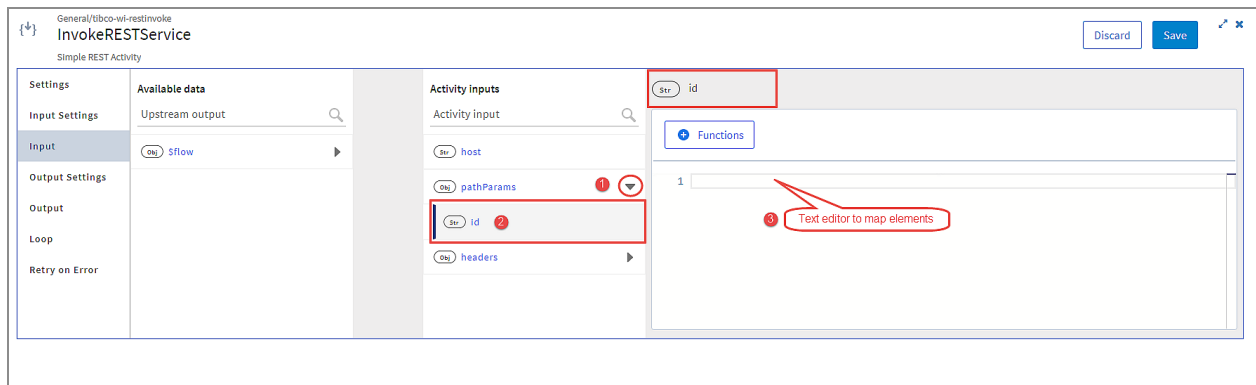 General/tibco-wi-restinvoke
InvokeRESTService
Simple REST Activity
Discard
Save
Settings
Input Settings
Input
Output Settings
Output
Loop
Retry on Error
Available data
Upstream output
Obj $flow
Activity inputs
Activity input
Str host
Obj pathParams 1
Str id 2
Obj headers
Str id
Functions
1
3 Text editor to map elements